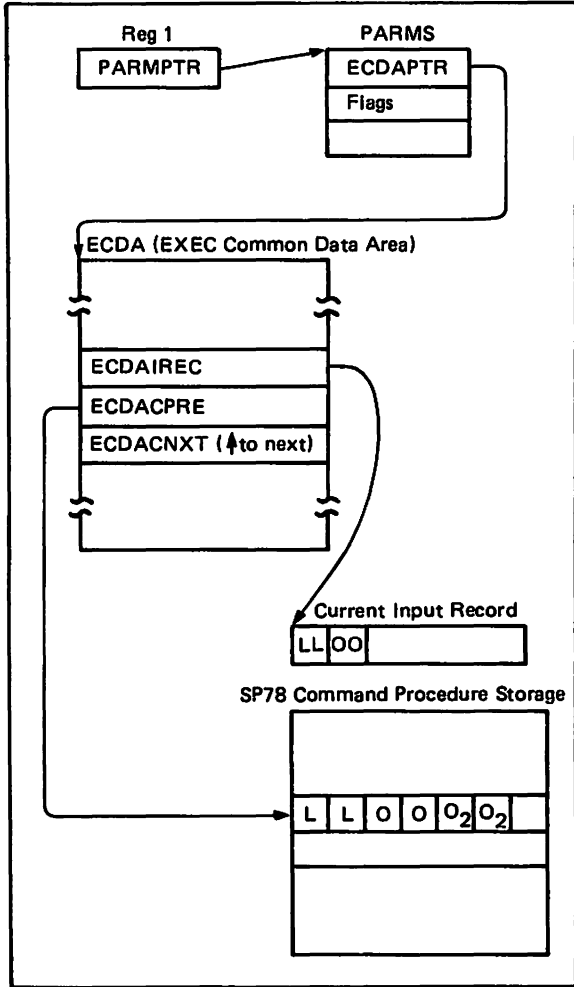 Reg 1
PARMS
PARMPTR
ECDAPTR
Flags
ECDA (EXEC Common Data Area)
ECDAIREC
ECDACPRE
ECDACNXT (↑to next)
Current Input Record
LL OO
SP78 Command Procedure Storage
L L O O O₂ O₂